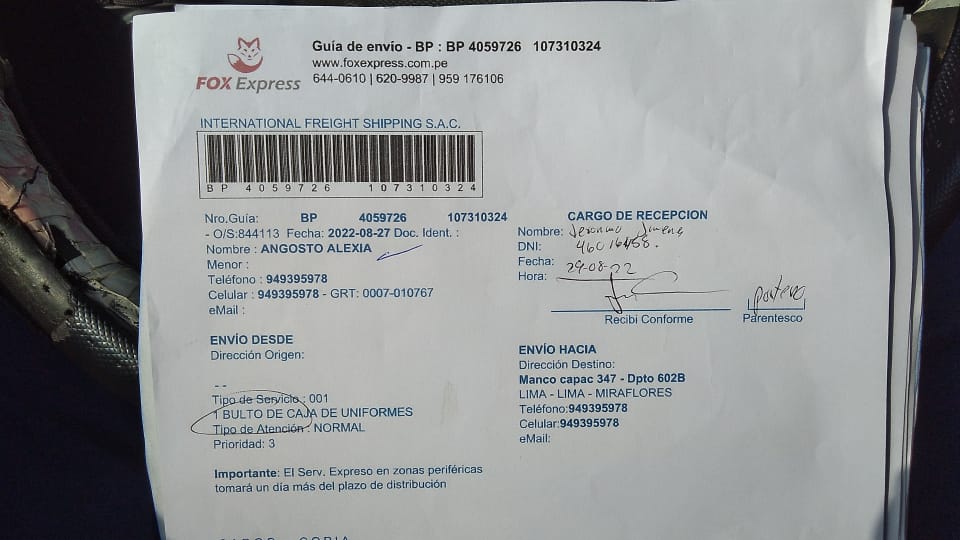 FOX Express
Guía de envío - BP : BP 4059726 107310324
www.foxexpress.com.pe
644-0610 | 620-9987 | 959 176106
INTERNATIONAL FREIGHT SHIPPING S.A.C.
BP 4059726 107310324
Nro.Guía: BP 4059726 107310324
- O/S:844113 Fecha: 2022-08-27 Doc. Ident. :
Nombre : ANGOSTO ALEXIA
Menor :
Teléfono : 949395978
Celular : 949395978 - GRT: 0007-010767
eMail :
CARGO DE RECEPCION
Nombre: Jeronimo Jimene
DNI:
Fecha: 29-08-22
Hora:
Recibi Conforme
portero
Parentesco
ENVÍO DESDE
Dirección Origen:
- -
Tipo de Servicio : 001
1 BULTO DE CAJA DE UNIFORMES
Tipo de Atención : NORMAL
Prioridad: 3
ENVÍO HACIA
Dirección Destino:
Manco capac 347 - Dpto 602B
LIMA - LIMA - MIRAFLORES
Teléfono:949395978
Celular:949395978
eMail:
Importante: El Serv. Expreso en zonas periféricas
tomará un día más del plazo de distribución